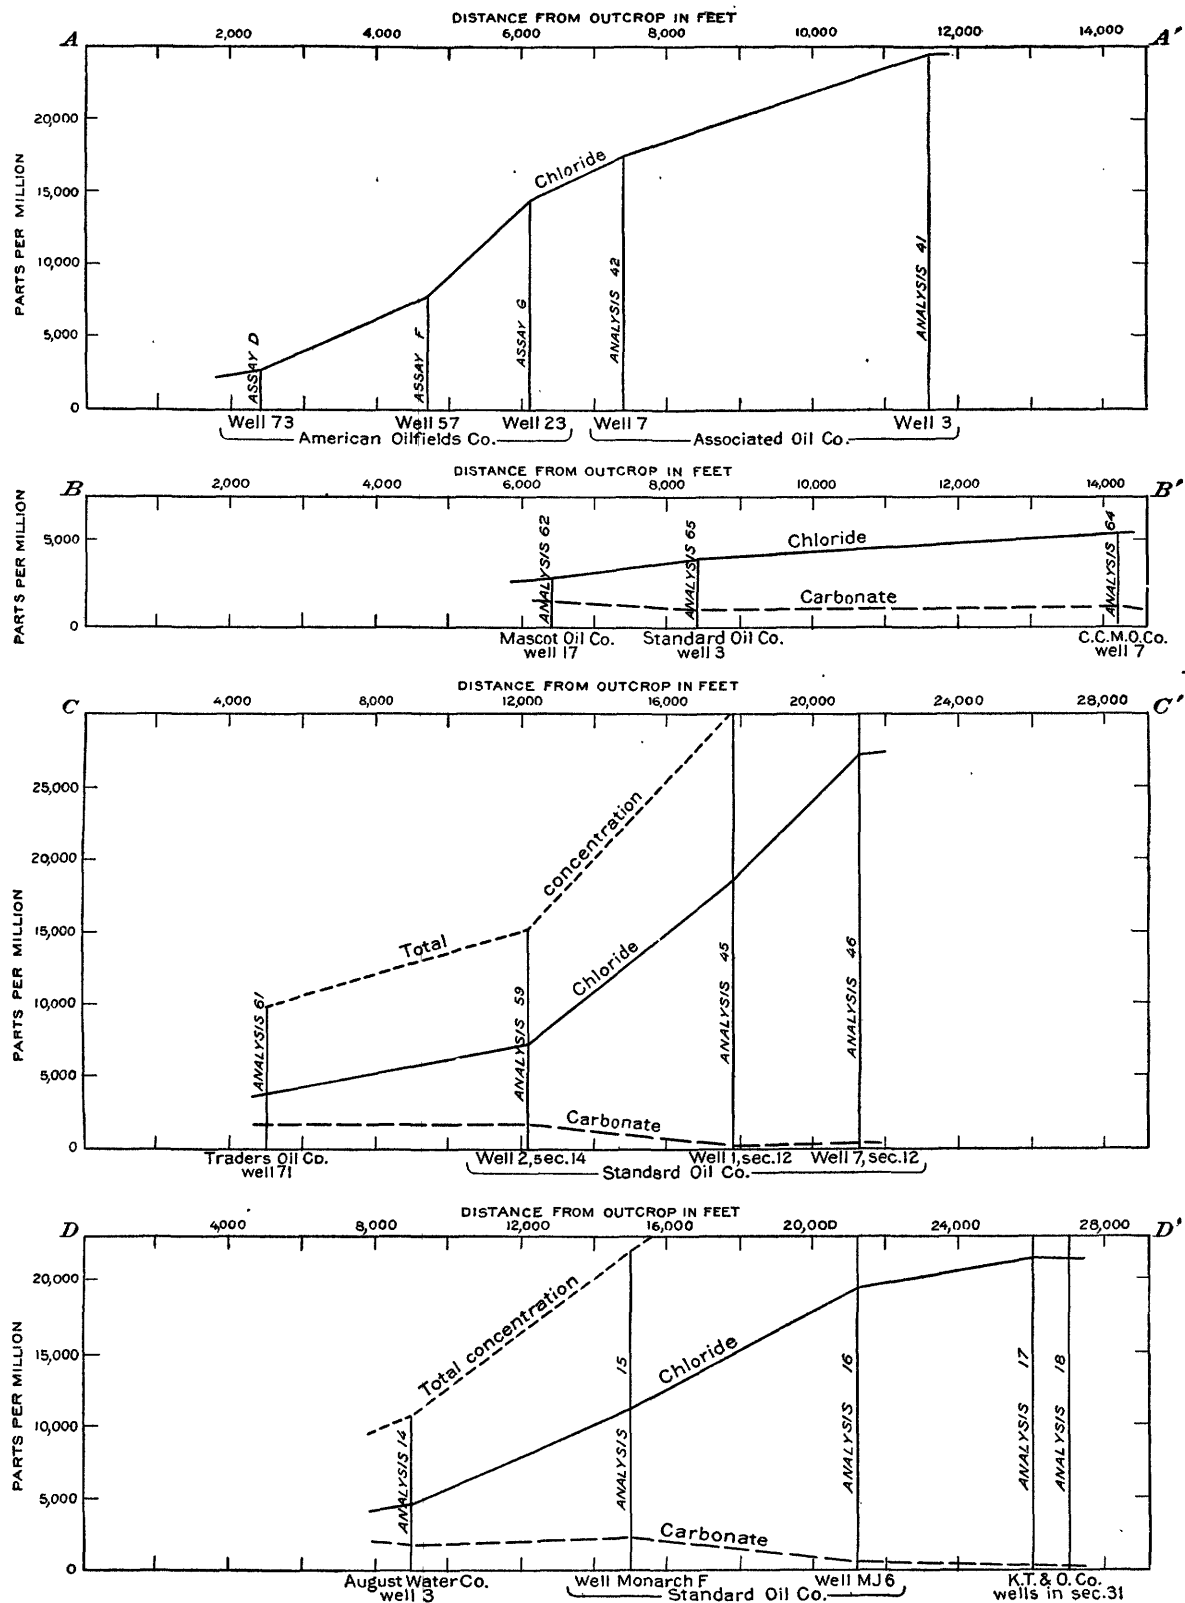 DISTANCE FROM OUTCROP IN FEET
A 2,000 4,000 6,000 8,000 10,000 12,000 14,000 A'
PARTS PER MILLION
20,000
15,000
10,000
5,000
0
Chloride
ASSAY D
ASSAY F
ASSAY G
ANALYSIS 42
ANALYSIS 41
Well 73 Well 57 Well 23 Well 7 Well 3
American Oilfields Co. Associated Oil Co.
DISTANCE FROM OUTCROP IN FEET
B 2,000 4,000 6,000 8,000 10,000 12,000 14,000 B'
PARTS PER MILLION
5,000
0
ANALYSIS 62
ANALYSIS 65
ANALYSIS 64
Chloride
Carbonate
Mascot Oil Co. Standard Oil Co. C.C.M.O.Co.
well 17 well 3 well 7
DISTANCE FROM OUTCROP IN FEET
C 4,000 8,000 12,000 16,000 20,000 24,000 28,000 C'
PARTS PER MILLION
25,000
20,000
15,000
10,000
5,000
0
Total concentration
Chloride
Carbonate
ANALYSIS 61
ANALYSIS 59
ANALYSIS 45
ANALYSIS 46
Traders Oil Co. Well 2, sec.14 Well 1, sec.12 Well 7, sec.12
well 71 Standard Oil Co.
DISTANCE FROM OUTCROP IN FEET
D 4,000 8,000 12,000 16,000 20,000 24,000 28,000 D'
PARTS PER MILLION
20,000
15,000
10,000
5,000
0
Total concentration
Chloride
Carbonate
ANALYSIS 14
ANALYSIS 15
ANALYSIS 16
ANALYSIS 17
ANALYSIS 18
August Water Co. Well Monarch F Well MJ6 K.T. & O. Co.
well 3 Standard Oil Co. wells in sec.31